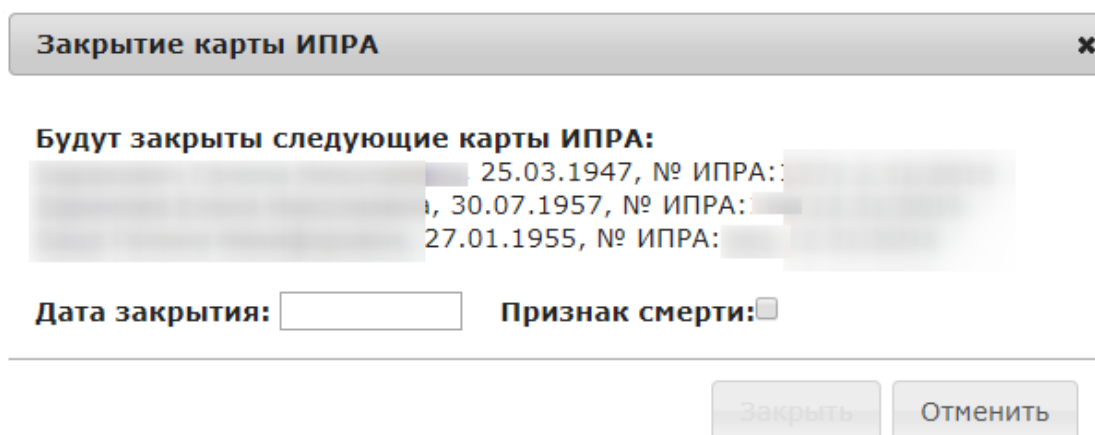 Закрытие карты ИПРА
Будут закрыты следующие карты ИПРА:
25.03.1947, № ИПРА:
, 30.07.1957, № ИПРА:
27.01.1955, № ИПРА:
Дата закрытия: Признак смерти:
Закрыть Отменить